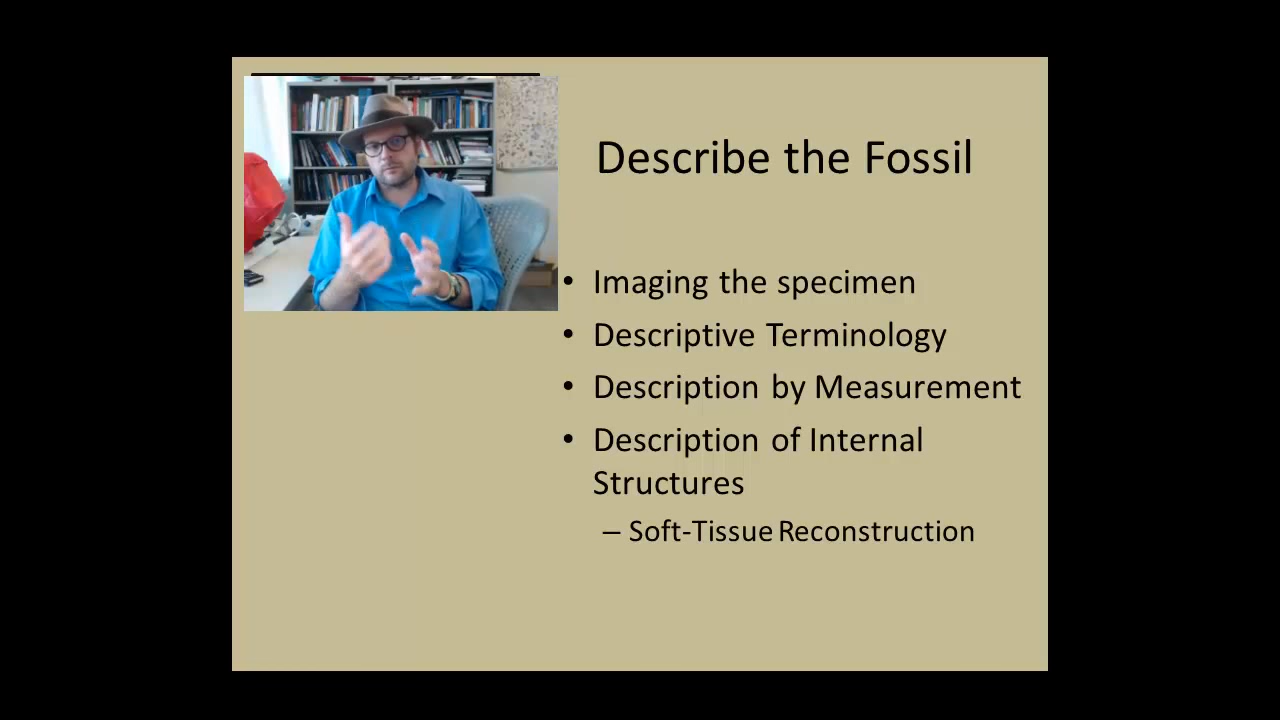 Describe the Fossil
• Imaging the specimen
• Descriptive Terminology
• Description by Measurement
• Description of Internal
Structures
– Soft-Tissue Reconstruction